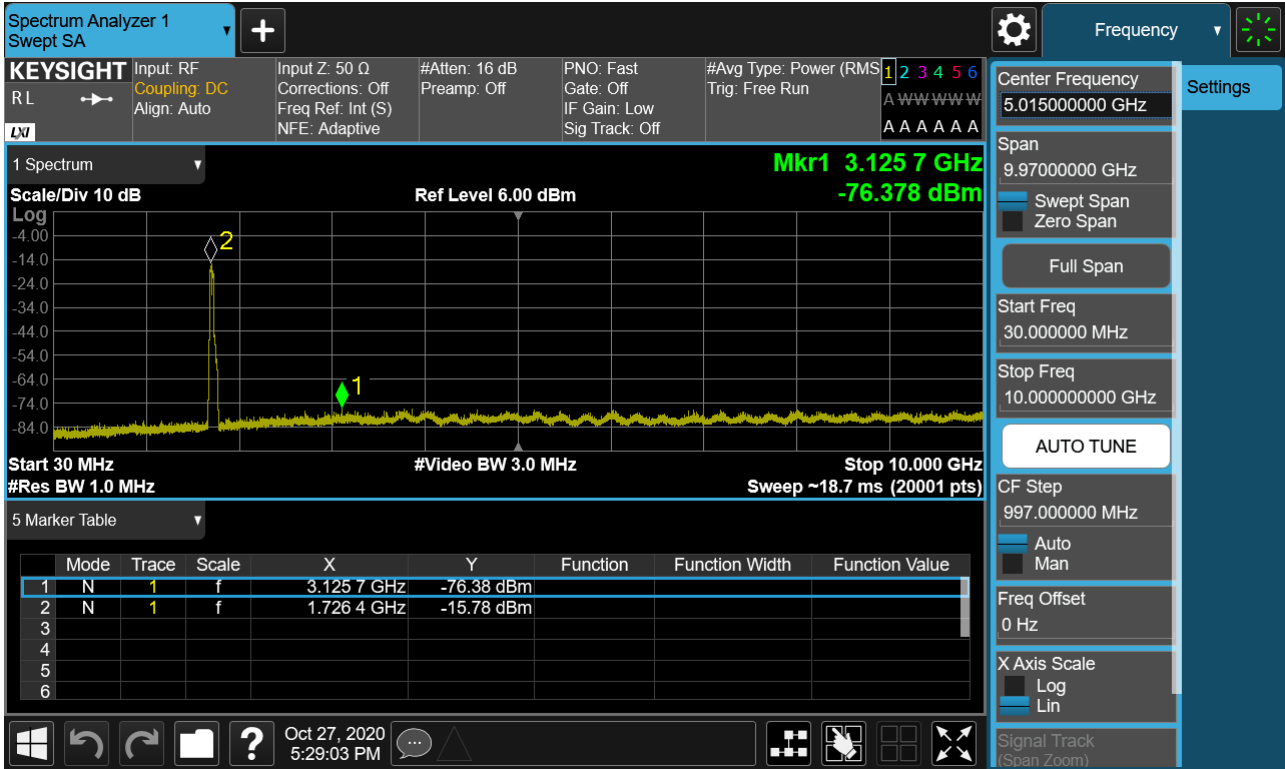 Spectrum Analyzer 1
Swept SA
+
Frequency
KEYSIGHT
R L
LXI
Input: RF
Coupling: DC
Align: Auto
Input Z: 50 Ω
Corrections: Off
Freq Ref: Int (S)
NFE: Adaptive
#Atten: 16 dB
Preamp: Off
PNO: Fast
Gate: Off
IF Gain: Low
Sig Track: Off
#Avg Type: Power (RMS
Trig: Free Run
1 2 3 4 5 6
A W W W W W
A A A A A A
1 Spectrum
Mkr1 3.125 7 GHz
-76.378 dBm
Scale/Div 10 dB
Ref Level 6.00 dBm
Log
-4.00
-14.0
-24.0
-34.0
-44.0
-54.0
-64.0
-74.0
-84.0
2
1
Start 30 MHz
#Video BW 3.0 MHz
Stop 10.000 GHz
#Res BW 1.0 MHz
Sweep ~18.7 ms (20001 pts)
5 Marker Table
Mode Trace Scale X Y Function Function Width Function Value
1 N 1 f 3.125 7 GHz -76.38 dBm
2 N 1 f 1.726 4 GHz -15.78 dBm
3
4
5
6
?
Oct 27, 2020
5:29:03 PM
Center Frequency
5.015000000 GHz
Span
9.97000000 GHz
Swept Span
Zero Span
Full Span
Start Freq
30.000000 MHz
Stop Freq
10.000000000 GHz
AUTO TUNE
CF Step
997.000000 MHz
Auto
Man
Freq Offset
0 Hz
X Axis Scale
Log
Lin
Signal Track
(Span Zoom)
Settings